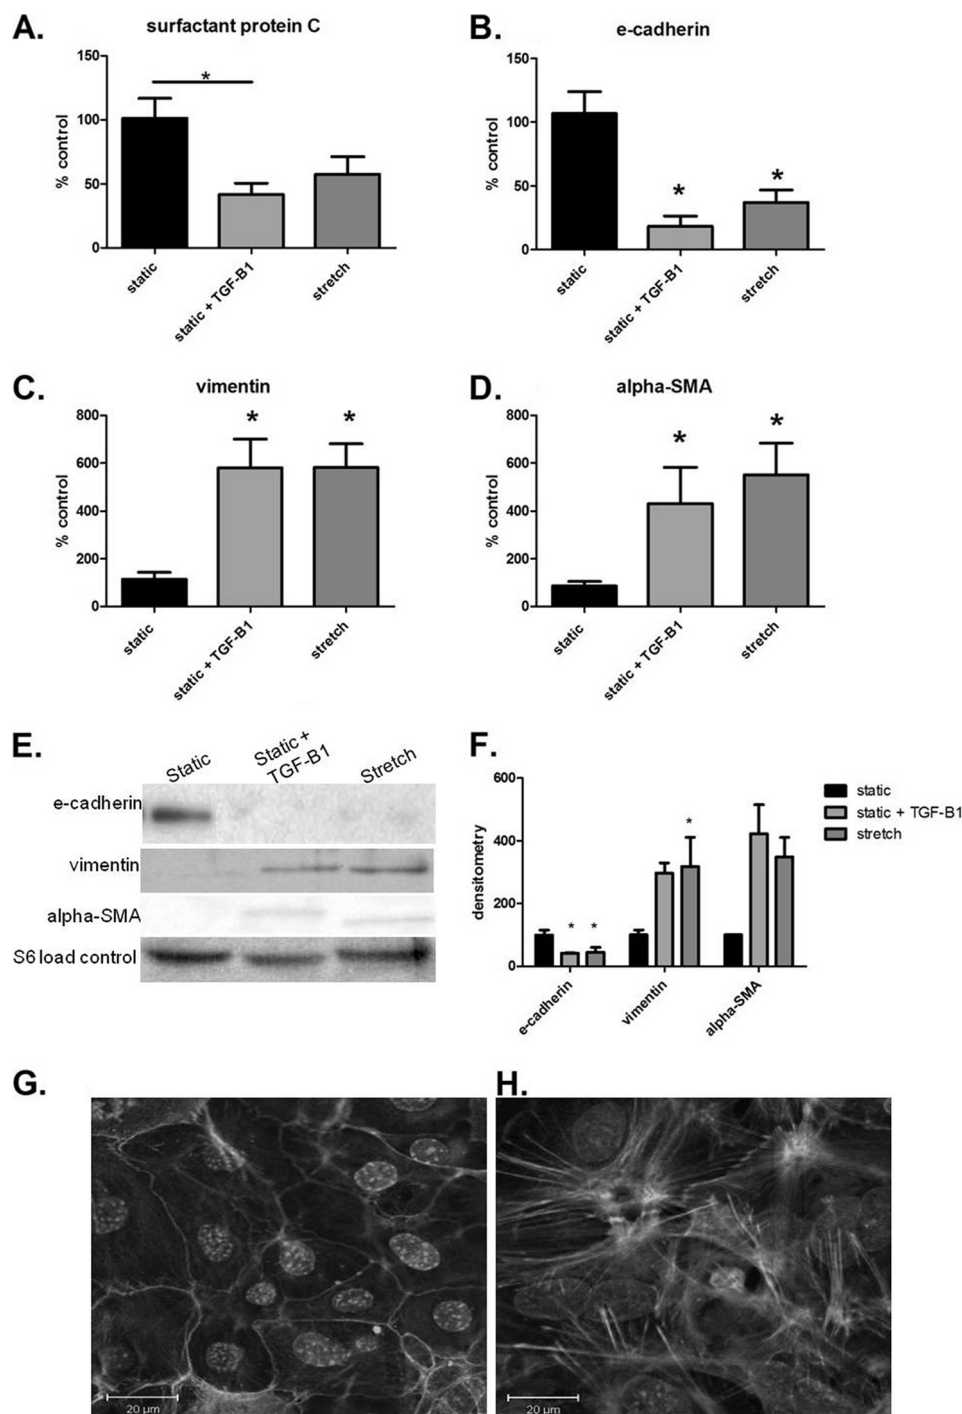 A.
surfactant protein C
% control
150
100
50
0
*
static
static + TGF-B1
stretch
B.
e-cadherin
% control
150
100
50
0
*
*
static
static + TGF-B1
stretch
C.
vimentin
% control
800
600
400
200
0
*
*
static
static + TGF-B1
stretch
D.
alpha-SMA
% control
800
600
400
200
0
*
*
static
static + TGF-B1
stretch
E.
Static
Static +
TGF-B1
Stretch
e-cadherin
vimentin
alpha-SMA
S6 load control
F.
densitometry
600
400
200
0
*
*
*
e-cadherin
vimentin
alpha-SMA
static
static + TGF-B1
stretch
G.
20 µm
H.
20 µm